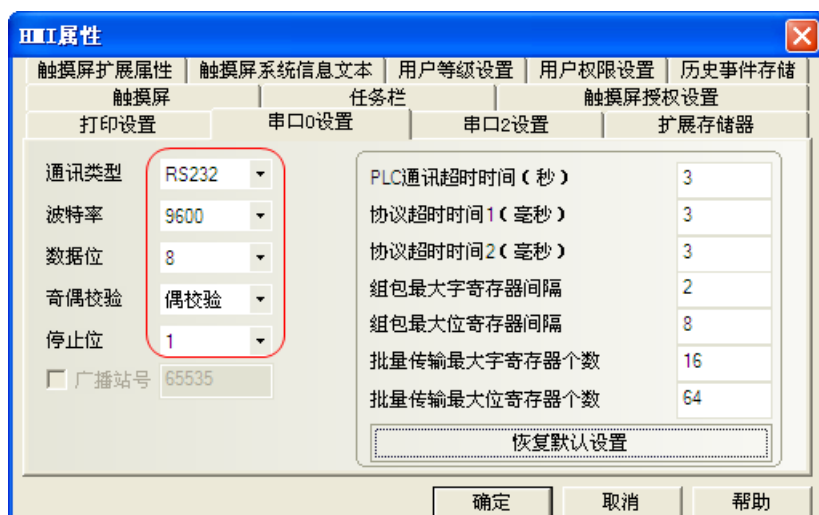 HMI属性
触摸屏扩展属性 触摸屏系统信息文本 用户等级设置 用户权限设置 历史事件存储
触摸屏 任务栏 触摸屏授权设置
打印设置 串口0设置 串口2设置 扩展存储器
通讯类型 RS232
波特率 9600
数据位 8
奇偶校验 偶校验
停止位 1
广播站号 65535
PLC通讯超时时间(秒) 3
协议超时时间1(毫秒) 3
协议超时时间2(毫秒) 3
组包最大字寄存器间隔 2
组包最大位寄存器间隔 8
批量传输最大字寄存器个数 16
批量传输最大位寄存器个数 64
恢复默认设置
确定 取消 帮助